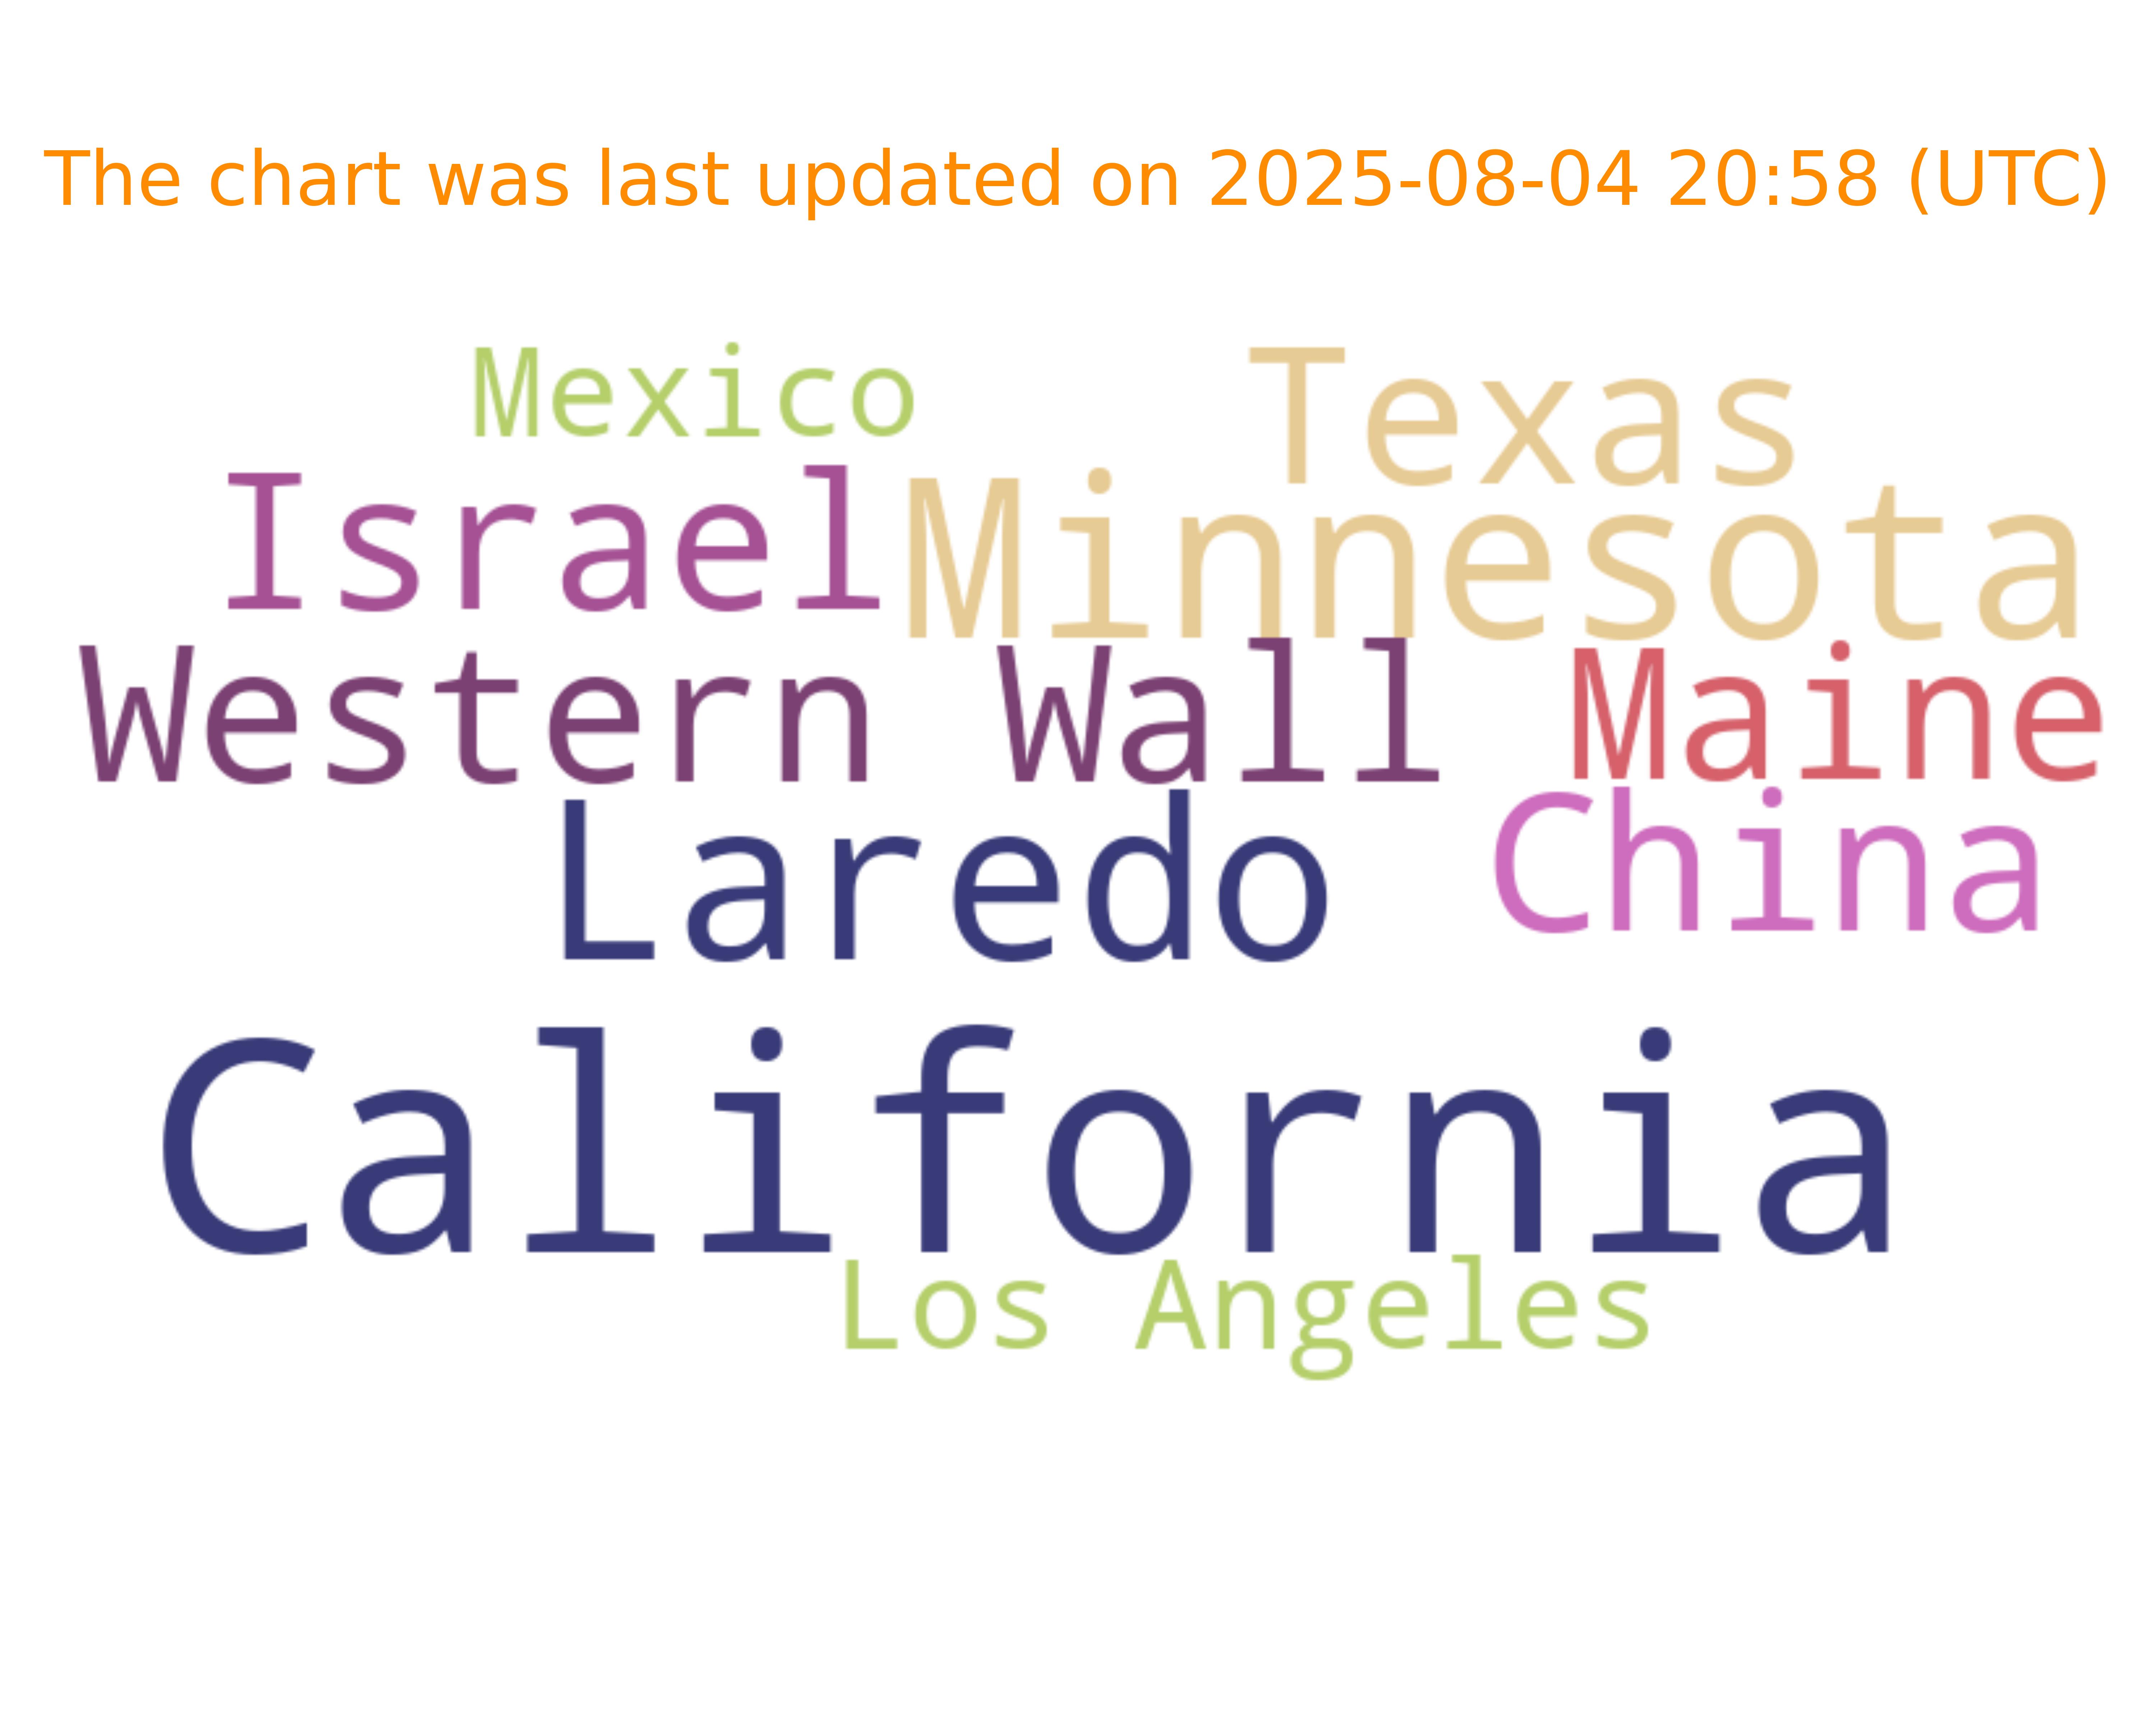 The chart was last updated on 2025-08-04 20:58 (UTC)
Mexico Texas
Israel Minnesota
Western Wall Maine
Laredo China
California
Los Angeles